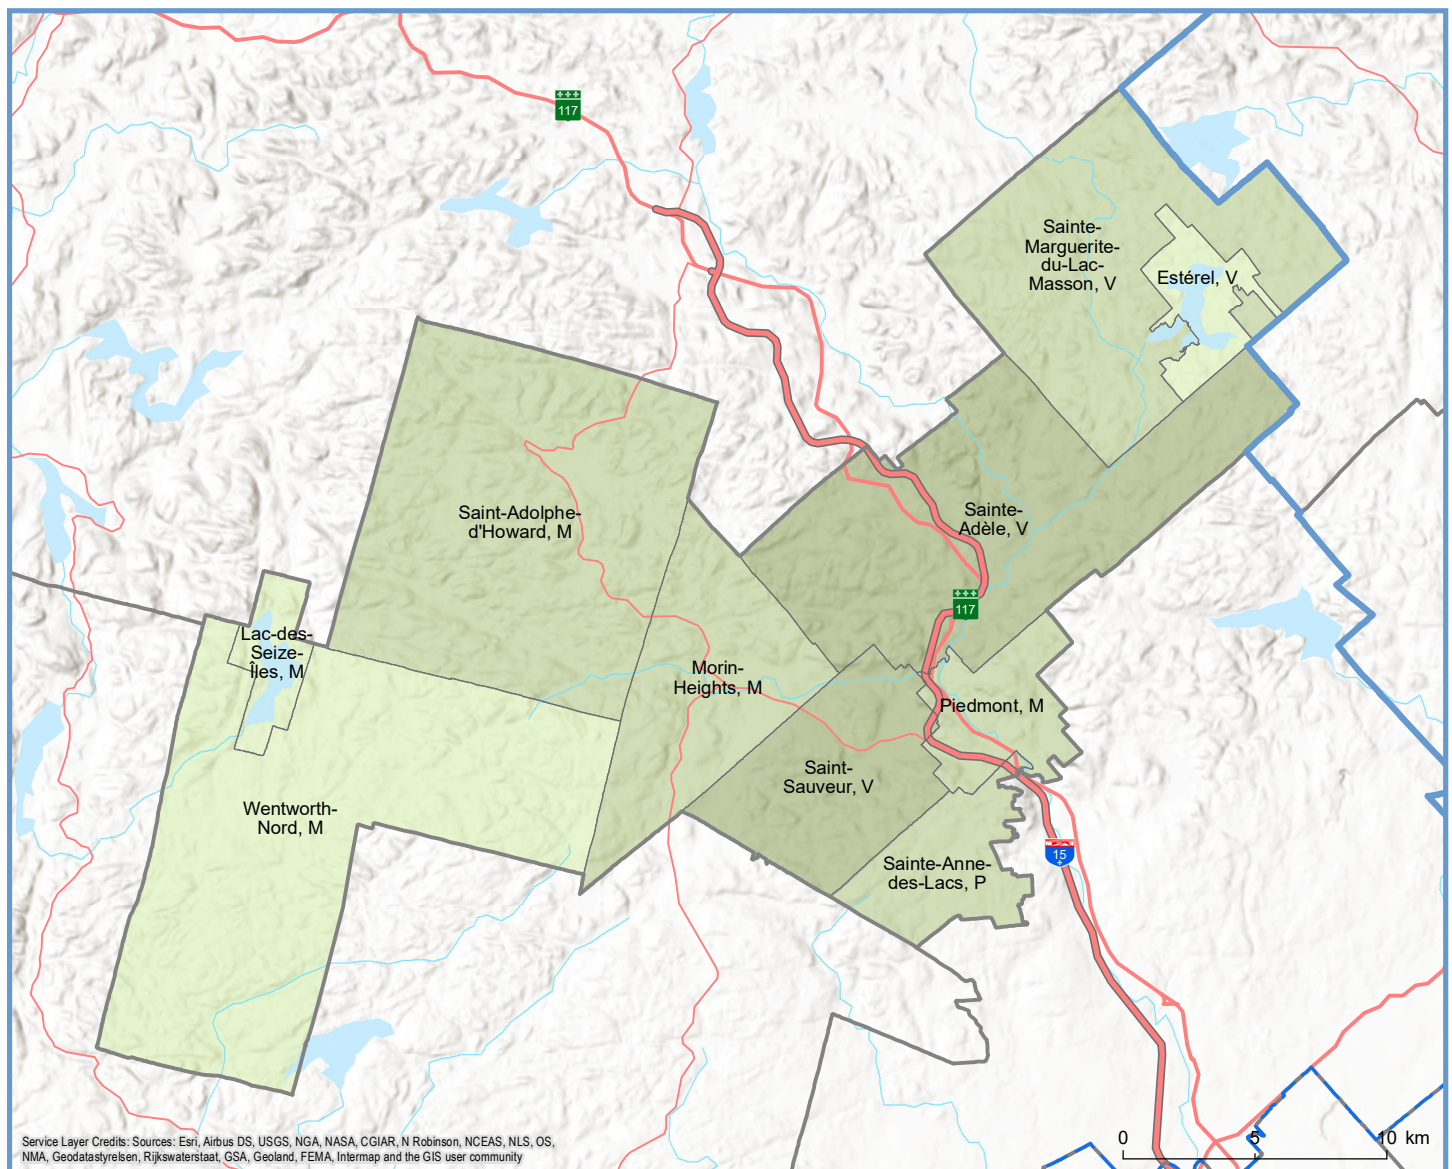 117
Sainte-
Marguerite-
du-Lac-
Masson, V
Estérel, V
Saint-Adolphe-
d'Howard, M
Sainte-
Adèle, V
117
Lac-des-
Seize-
Îles, M
Morin-
Heights, M
Piedmont, M
Saint-
Sauveur, V
Wentworth-
Nord, M
15
Sainte-Anne-
des-Lacs, P
0 5 10 km
Service Layer Credits: Sources: Esri, Airbus DS, USGS, NGA, NASA, CGIAR, N Robinson, NCEAS, NLS, OS,
NMA, Geodatastyrelsen, Rijkswaterstaat, GSA, Geoland, FEMA, Intermap and the GIS user community